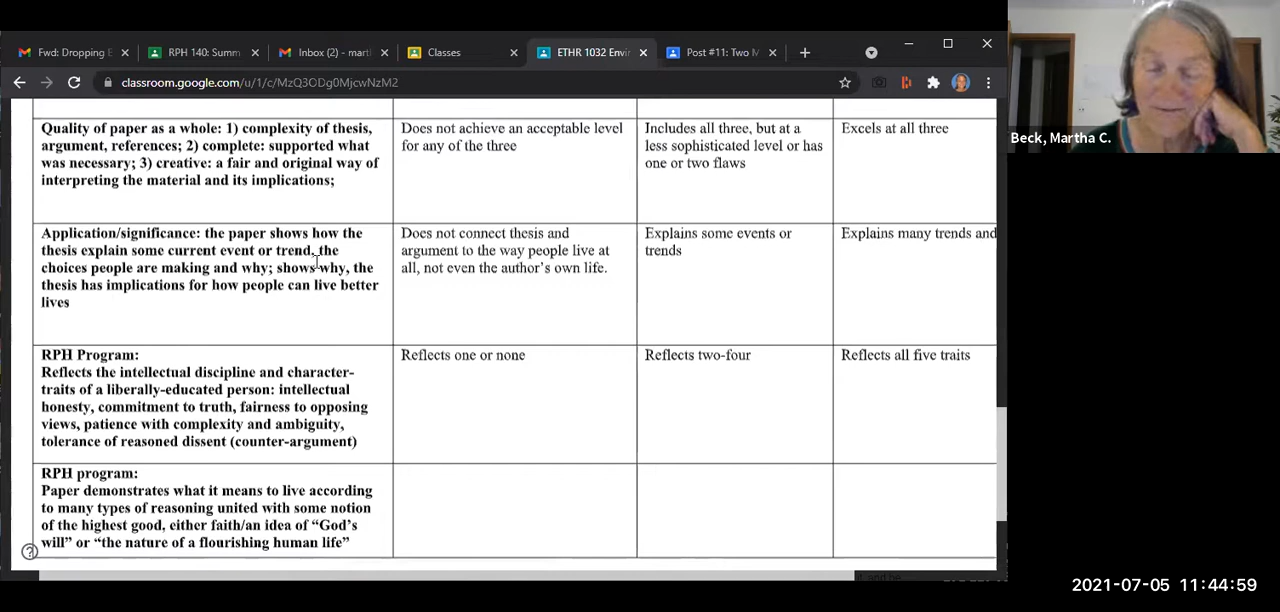 Fwd: Dropping E
RPH 140: Summ
Inbox (2) - mart
Classes
ETHR 1032 Envi
Post #11: Two M
classroom.google.com/u/1/c/MzQ3ODg0MjcwNzM2
Beck, Martha C.
Quality of paper as a whole: 1) complexity of thesis,
argument, references; 2) complete: supported what
was necessary; 3) creative: a fair and original way of
interpreting the material and its implications;
Does not achieve an acceptable level
for any of the three
Includes all three, but at a
less sophisticated level or has
one or two flaws
Excels at all three
Application/significance: the paper shows how the
thesis explain some current event or trend, the
choices people are making and why; shows why, the
thesis has implications for how people can live better
lives
Does not connect thesis and
argument to the way people live at
all, not even the author's own life.
Explains some events or
trends
Explains many trends and
RPH Program:
Reflects the intellectual discipline and character-
traits of a liberally-educated person: intellectual
honesty, commitment to truth, fairness to opposing
views, patience with complexity and ambiguity,
tolerance of reasoned dissent (counter-argument)
Reflects one or none
Reflects two-four
Reflects all five traits
RPH program:
Paper demonstrates what it means to live according
to many types of reasoning united with some notion
of the highest good, either faith/an idea of "God's
will" or "the nature of a flourishing human life"
2021-07-05 11:44:59